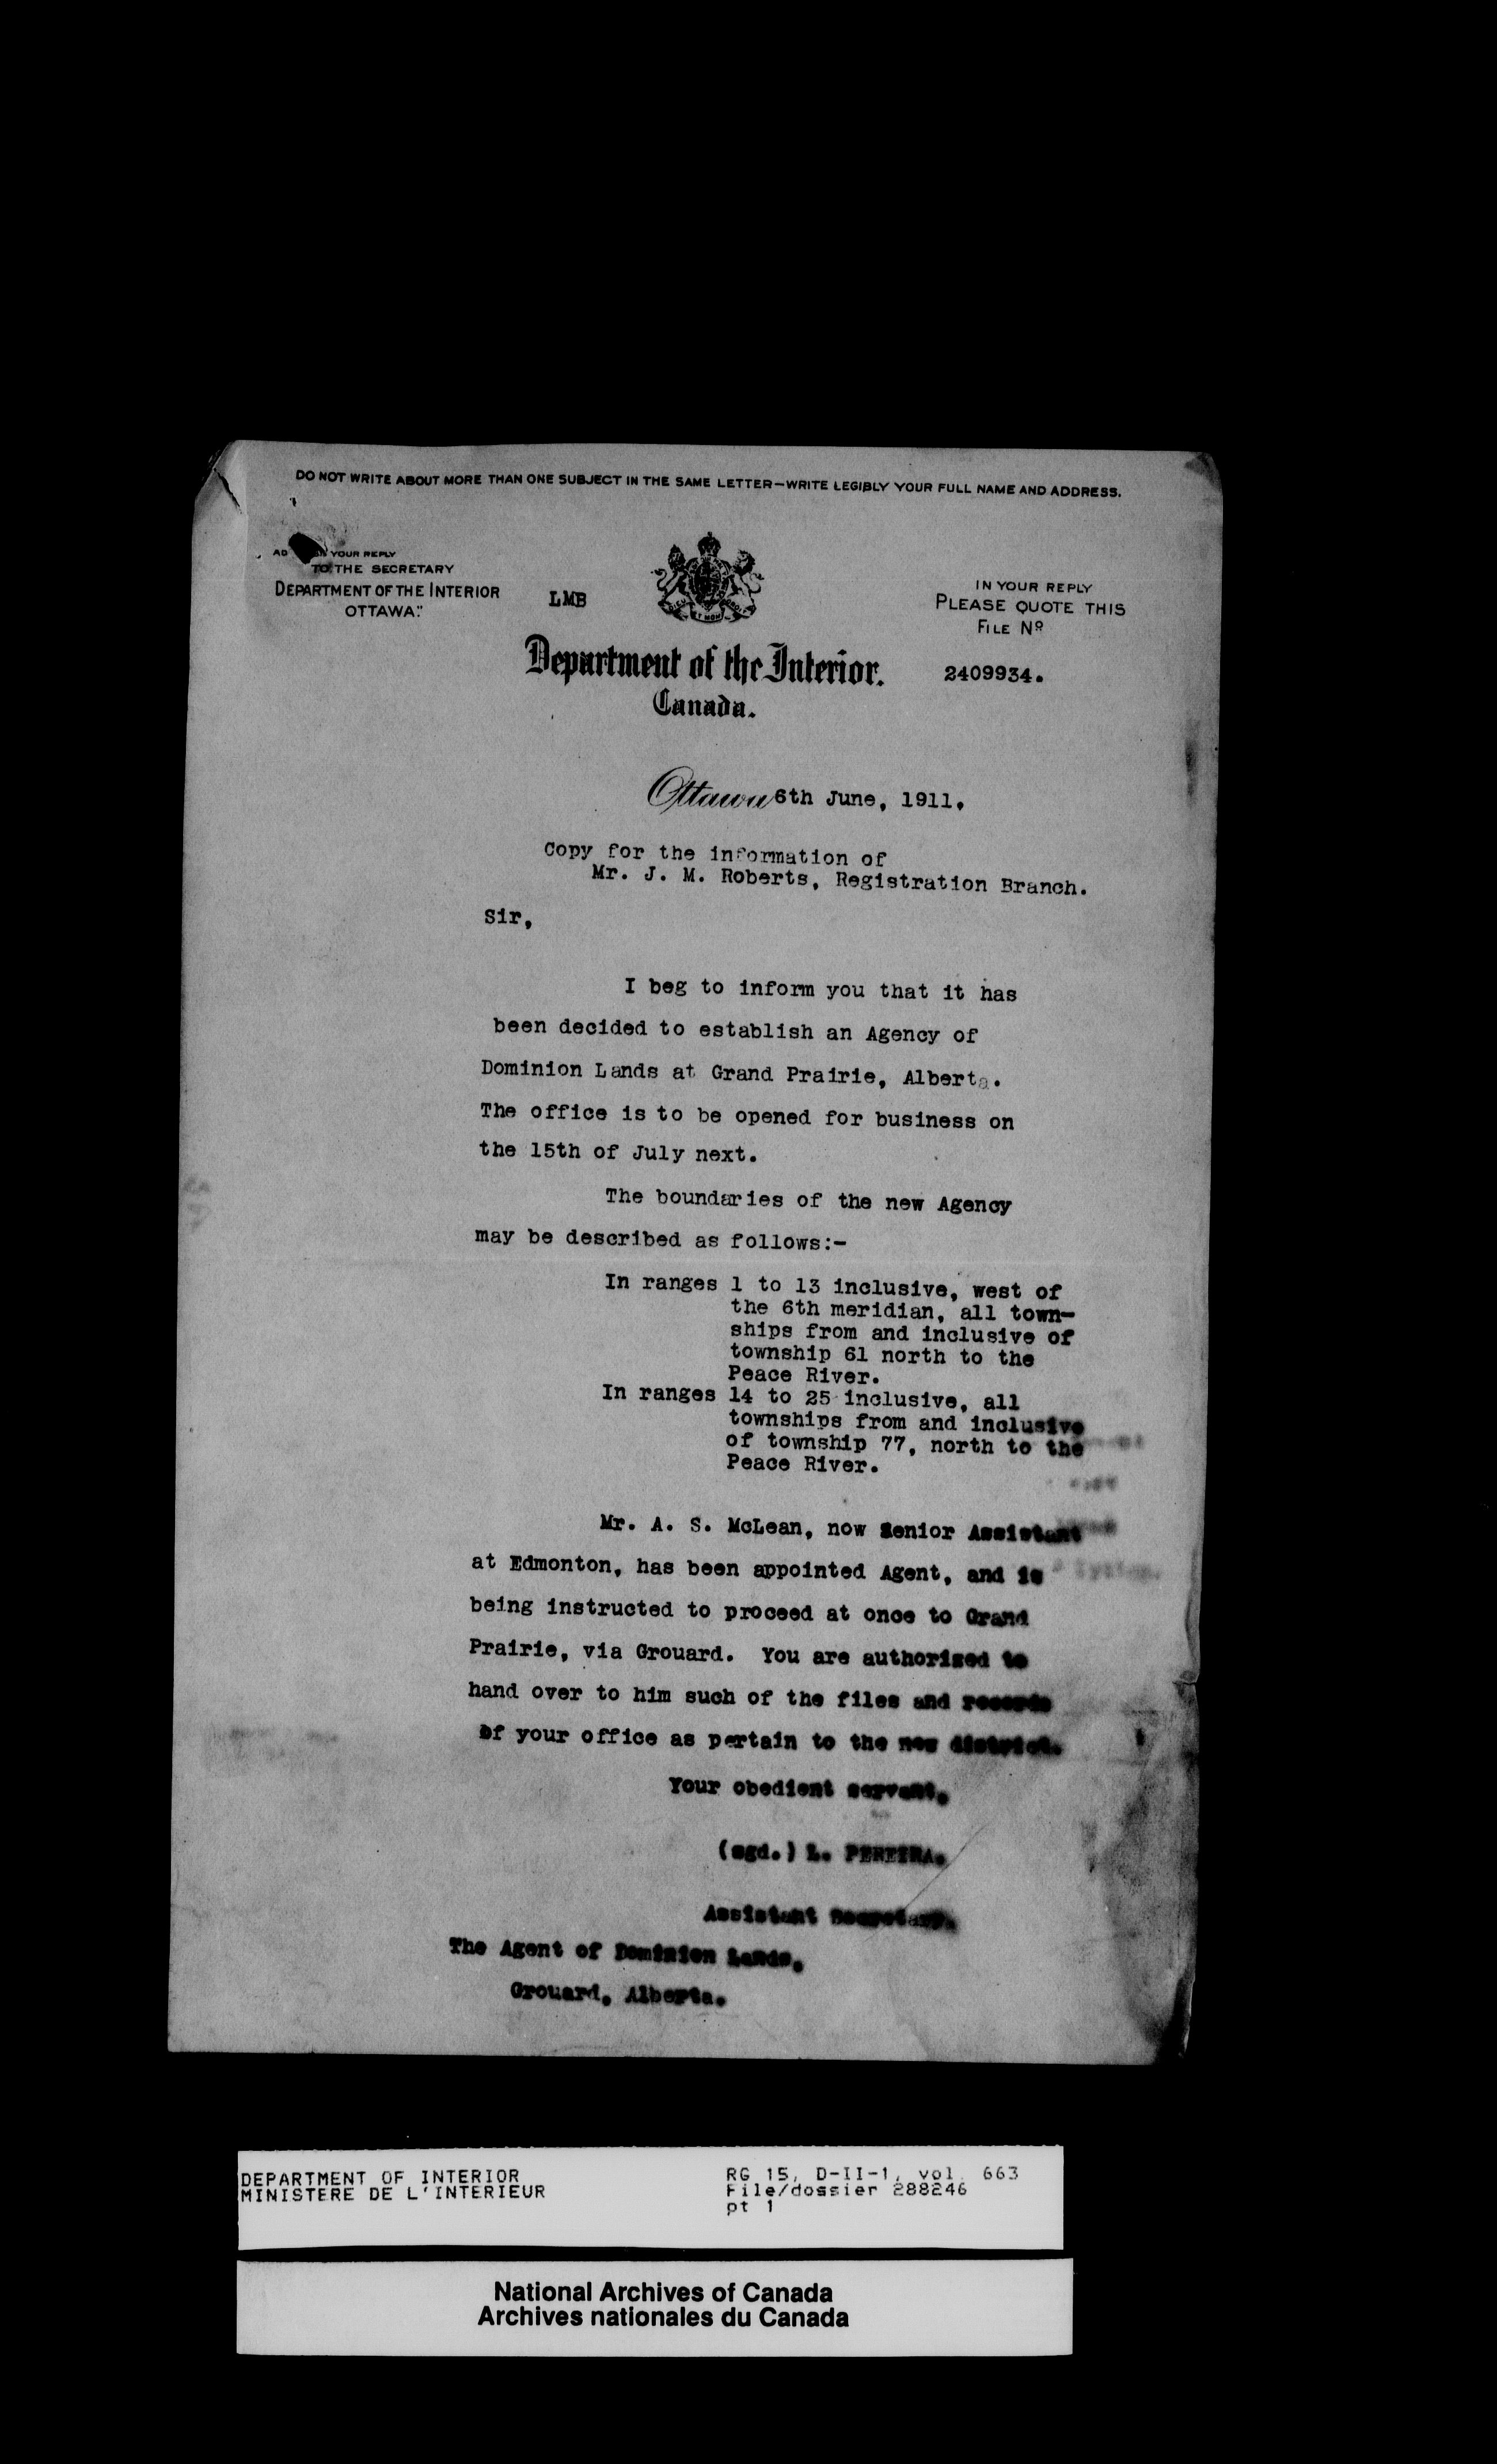 DO NOT WRITE ABOUT MORE THAN ONE SUBJECT IN THE SAME LETTER—WRITE LEGIBLY YOUR FULL NAME AND ADDRESS.
AD YOUR REPLY
TO THE SECRETARY
DEPARTMENT OF THE INTERIOR
OTTAWA."
LMB
IN YOUR REPLY
PLEASE QUOTE THIS
FILE No
2409934.
Department of the Interior.
Canada.
Ottawa 6th June, 1911.
Copy for the information of
Mr. J. M. Roberts, Registration Branch.
Sir,
I beg to inform you that it has
been decided to establish an Agency of
Dominion Lands at Grand Prairie, Alberta.
The office is to be opened for business on
the 15th of July next.
The boundaries of the new Agency
may be described as follows:-
In ranges 1 to 13 inclusive, west of
the 6th meridian, all town-
ships from and inclusive of
township 61 north to the
Peace River.
In ranges 14 to 25 inclusive, all
townships from and inclusive
of township 77, north to the
Peace River.
Mr. A. S. McLean, now Senior Assistant
at Edmonton, has been appointed Agent, and is
being instructed to proceed at once to Grand
Prairie, via Grouard. You are authorized to
hand over to him such of the files and records
of your office as pertain to the new district.
Your obedient servant,
(sgd.) L. PEREIRA.
Assistant Secretary.
The Agent of Dominion Lands,
Grouard, Alberta.
DEPARTMENT OF INTERIOR
MINISTERE DE L'INTERIEUR
RG 15, D-II-1, vol. 663
File/dossier 288246
pt 1
National Archives of Canada
Archives nationales du Canada